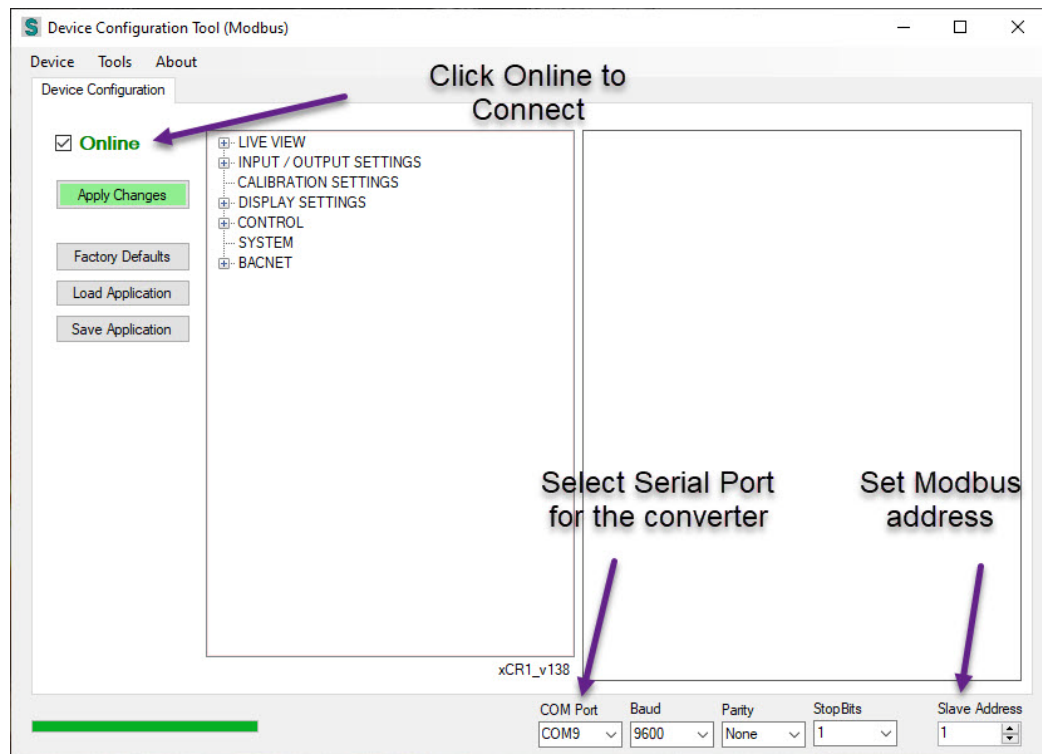 Device Configuration Tool (Modbus)
Device Tools About
Device Configuration
Click Online to
Connect
Online
Apply Changes
Factory Defaults
Load Application
Save Application
LIVE VIEW
INPUT / OUTPUT SETTINGS
CALIBRATION SETTINGS
DISPLAY SETTINGS
CONTROL
SYSTEM
BACNET
Select Serial Port
for the converter
Set Modbus
address
xCR1_v138
COM Port Baud Parity StopBits Slave Address
COM9 9600 None 1 1